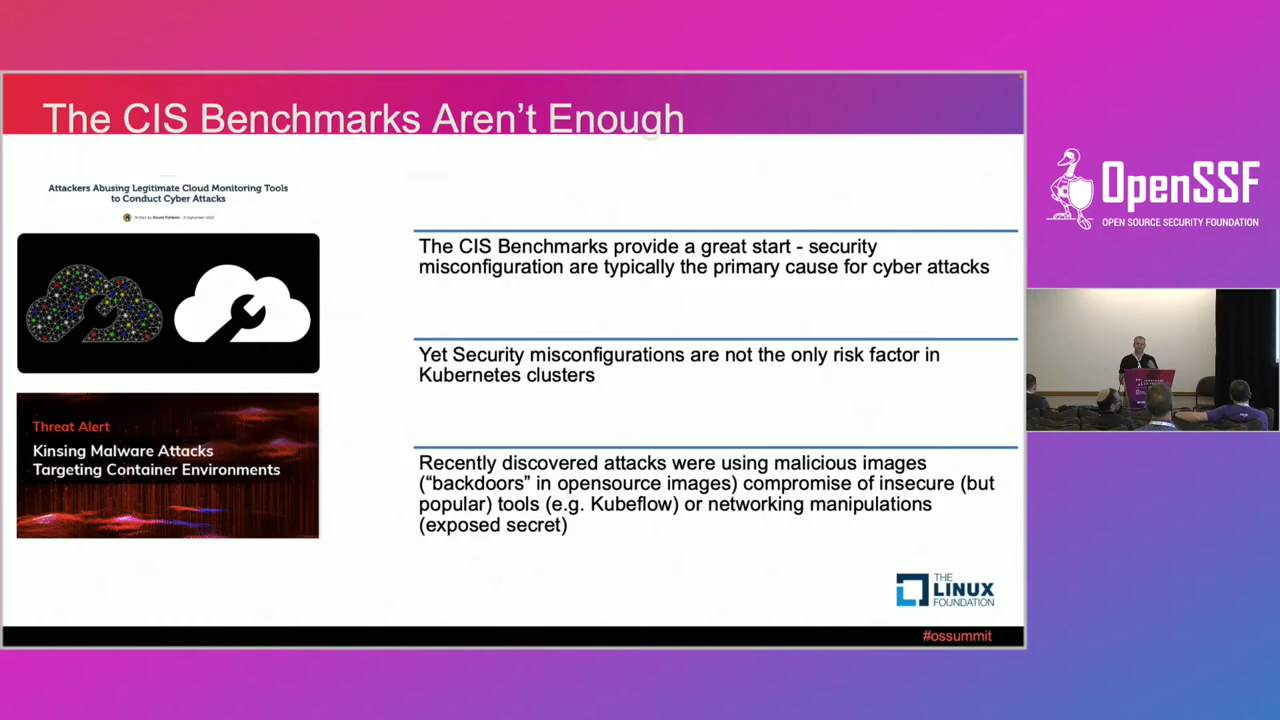 The CIS Benchmarks Aren't Enough
Attackers Abusing Legitimate Cloud Monitoring Tools
to Conduct Cyber Attacks
Threat Alert
Kinsing Malware Attacks
Targeting Container Environments
The CIS Benchmarks provide a great start - security
misconfiguration are typically the primary cause for cyber attacks
Yet Security misconfigurations are not the only risk factor in
Kubernetes clusters
Recently discovered attacks were using malicious images
(“backdoors” in opensource images) compromise of insecure (but
popular) tools (e.g. Kubeflow) or networking manipulations
(exposed secret)
THE
LINUX
FOUNDATION
#ossummit
OpenSSF
OPEN SOURCE SECURITY FOUNDATION